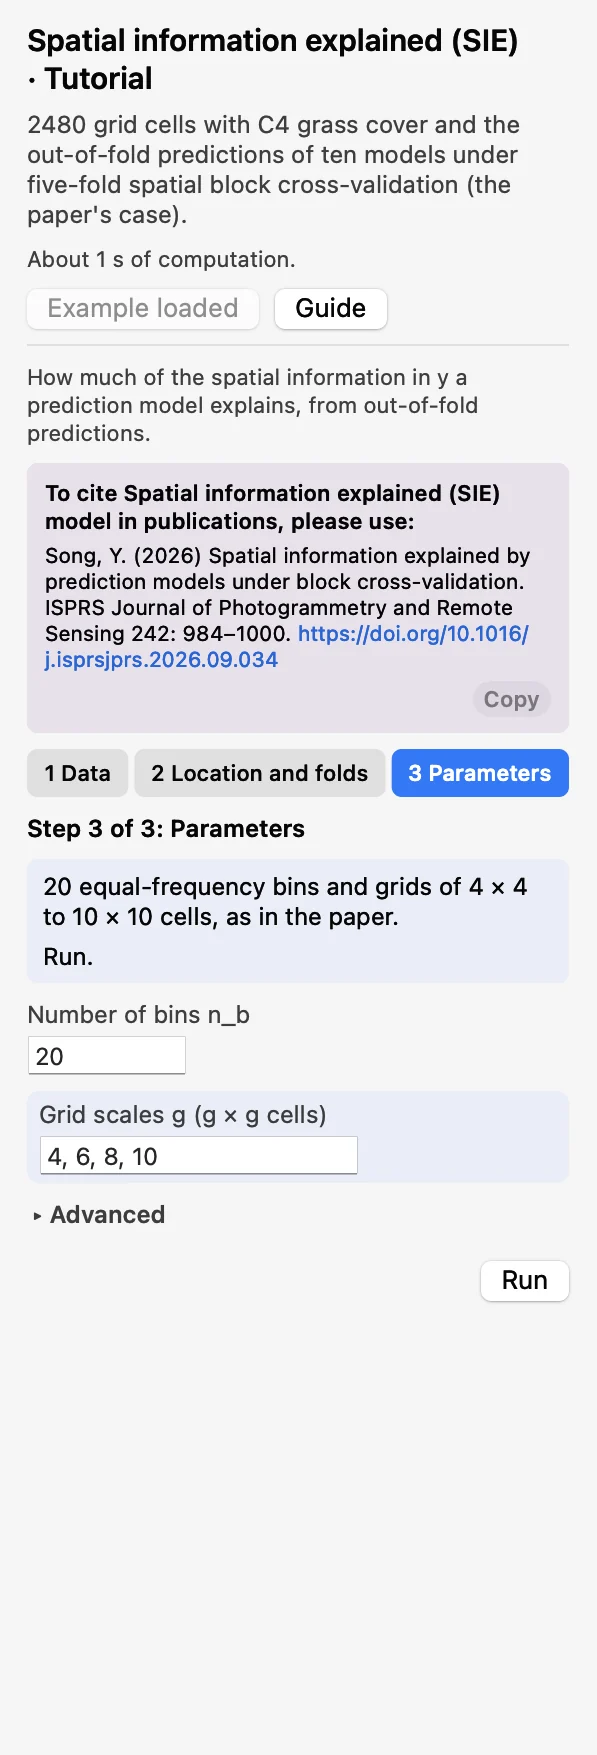 Spatial information explained (SIE)
· Tutorial
2480 grid cells with C4 grass cover and the
out-of-fold predictions of ten models under
five-fold spatial block cross-validation (the
paper's case).
About 1 s of computation.
Example loaded
Guide
How much of the spatial information in y a
prediction model explains, from out-of-fold
predictions.
To cite Spatial information explained (SIE)
model in publications, please use:
Song, Y. (2026) Spatial information explained by
prediction models under block cross-validation.
ISPRS Journal of Photogrammetry and Remote
Sensing 242: 984–1000. https://doi.org/10.1016/
j.isprsjprs.2026.09.034
Copy
1 Data
2 Location and folds
3 Parameters
Step 3 of 3: Parameters
20 equal-frequency bins and grids of 4 × 4
to 10 × 10 cells, as in the paper.
Run.
Number of bins n_b
20
Grid scales g (g × g cells)
4, 6, 8, 10
▸ Advanced
Run